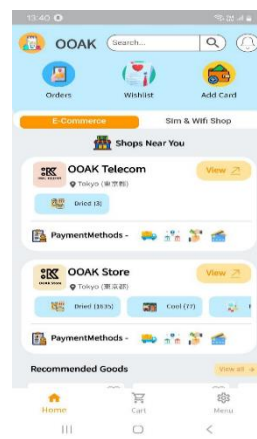 13:40
OOAK
Search...
Orders
Wishlist
Add Card
E-Commerce
Sim & Wifi Shop
Shops Near You
OOAK Telecom
View
Tokyo (東京都)
Dried (3)
PaymentMethods -
OOAK Store
View
Tokyo (東京都)
Dried (1635)
Cool (77)
PaymentMethods -
Recommended Goods
View all
Home
Cart
Menu